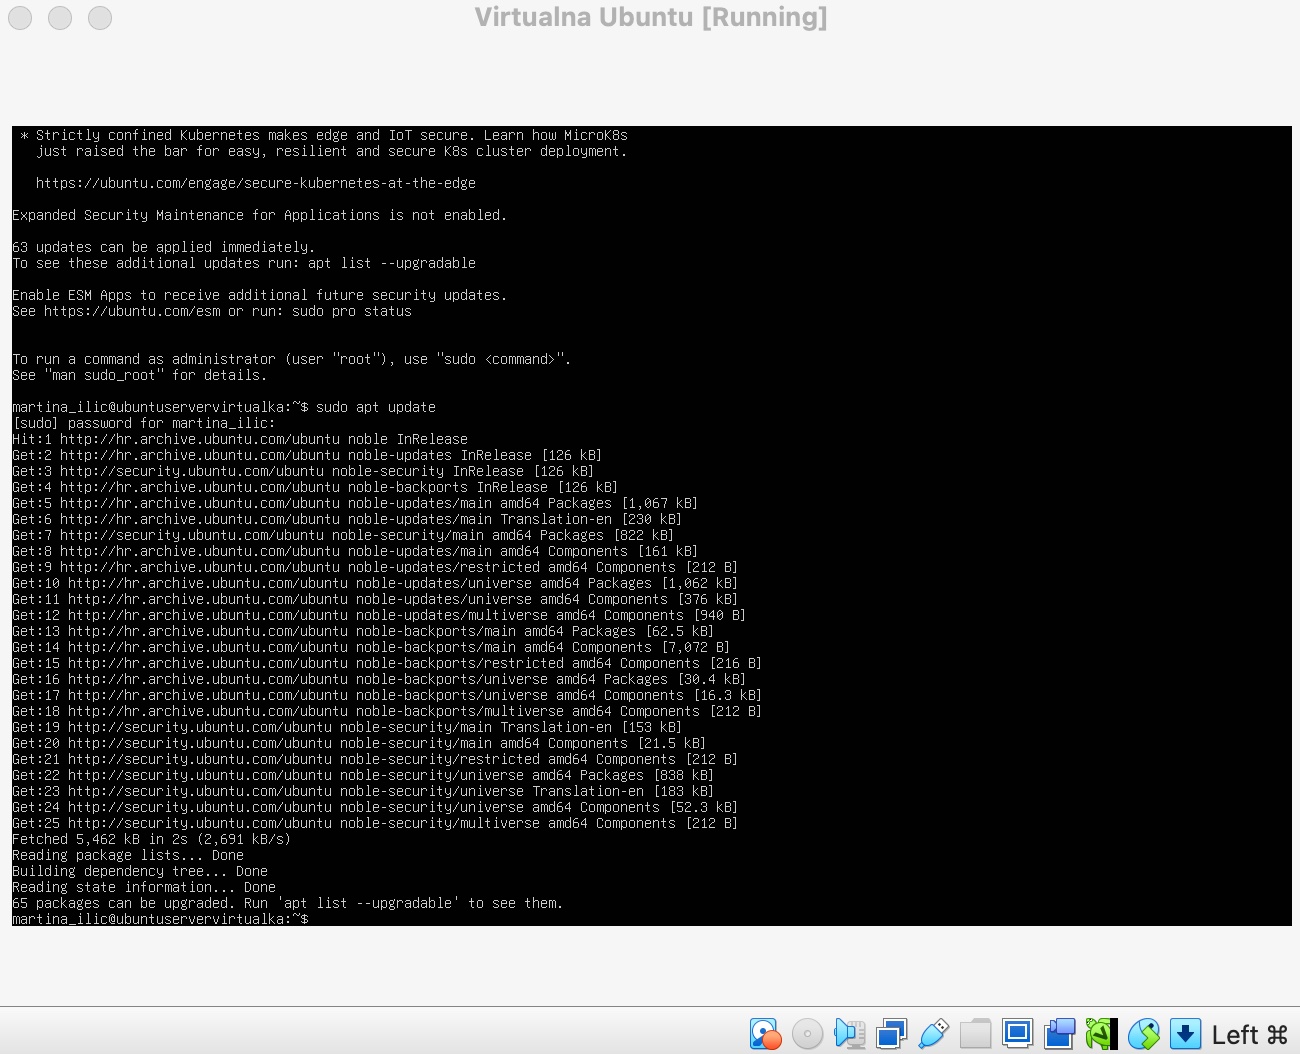 Virtualna Ubuntu [Running]
* Strictly confined Kubernetes makes edge and IoT secure. Learn how MicroK8s
just raised the bar for easy, resilient and secure K8s cluster deployment.
https://ubuntu.com/engage/secure-kubernetes-at-the-edge
Expanded Security Maintenance for Applications is not enabled.
63 updates can be applied immediately.
To see these additional updates run: apt list --upgradable
Enable ESM Apps to receive additional future security updates.
See https://ubuntu.com/esm or run: sudo pro status
To run a command as administrator (user "root"), use "sudo <command>".
See "man sudo_root" for details.
martina_ilic@ubuntuservervirtualka:~$ sudo apt update
[sudo] password for martina_ilic:
Hit:1 http://hr.archive.ubuntu.com/ubuntu noble InRelease
Get:2 http://hr.archive.ubuntu.com/ubuntu noble-updates InRelease [126 kB]
Get:3 http://security.ubuntu.com/ubuntu noble-security InRelease [126 kB]
Get:4 http://hr.archive.ubuntu.com/ubuntu noble-backports InRelease [126 kB]
Get:5 http://hr.archive.ubuntu.com/ubuntu noble-updates/main amd64 Packages [1,067 kB]
Get:6 http://hr.archive.ubuntu.com/ubuntu noble-updates/main Translation-en [230 kB]
Get:7 http://security.ubuntu.com/ubuntu noble-security/main amd64 Packages [822 kB]
Get:8 http://hr.archive.ubuntu.com/ubuntu noble-updates/main amd64 Components [161 kB]
Get:9 http://hr.archive.ubuntu.com/ubuntu noble-updates/restricted amd64 Components [212 B]
Get:10 http://hr.archive.ubuntu.com/ubuntu noble-updates/universe amd64 Packages [1,062 kB]
Get:11 http://hr.archive.ubuntu.com/ubuntu noble-updates/universe amd64 Components [376 kB]
Get:12 http://hr.archive.ubuntu.com/ubuntu noble-updates/multiverse amd64 Components [940 B]
Get:13 http://hr.archive.ubuntu.com/ubuntu noble-backports/main amd64 Packages [62.5 kB]
Get:14 http://hr.archive.ubuntu.com/ubuntu noble-backports/main amd64 Components [7,072 B]
Get:15 http://hr.archive.ubuntu.com/ubuntu noble-backports/restricted amd64 Components [216 B]
Get:16 http://hr.archive.ubuntu.com/ubuntu noble-backports/universe amd64 Packages [30.4 kB]
Get:17 http://hr.archive.ubuntu.com/ubuntu noble-backports/universe amd64 Components [16.3 kB]
Get:18 http://hr.archive.ubuntu.com/ubuntu noble-backports/multiverse amd64 Components [212 B]
Get:19 http://security.ubuntu.com/ubuntu noble-security/main Translation-en [153 kB]
Get:20 http://security.ubuntu.com/ubuntu noble-security/main amd64 Components [21.5 kB]
Get:21 http://security.ubuntu.com/ubuntu noble-security/restricted amd64 Components [212 B]
Get:22 http://security.ubuntu.com/ubuntu noble-security/universe amd64 Packages [838 kB]
Get:23 http://security.ubuntu.com/ubuntu noble-security/universe Translation-en [183 kB]
Get:24 http://security.ubuntu.com/ubuntu noble-security/universe amd64 Components [52.3 kB]
Get:25 http://security.ubuntu.com/ubuntu noble-security/multiverse amd64 Components [212 B]
Fetched 5,462 kB in 2s (2,691 kB/s)
Reading package lists... Done
Building dependency tree... Done
Reading state information... Done
65 packages can be upgraded. Run 'apt list --upgradable' to see them.
martina_ilic@ubuntuservervirtualka:~$
Left ⌘